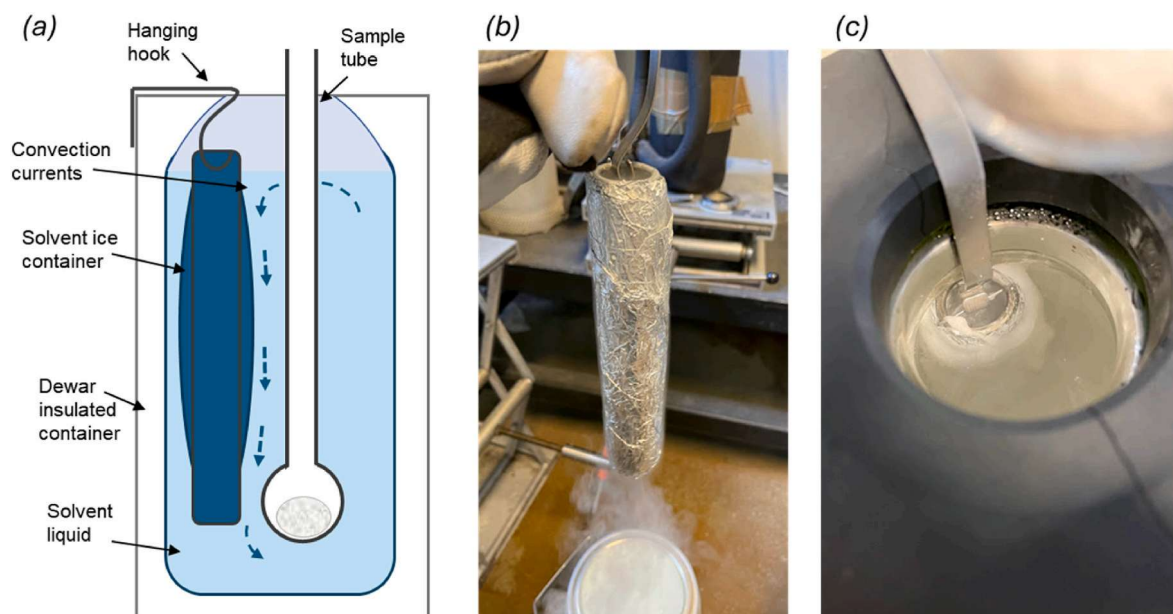 (a)
Hanging
hook
Sample
tube
Convection
currents
Solvent ice
container
Dewar
insulated
container
Solvent
liquid
(b)
(c)